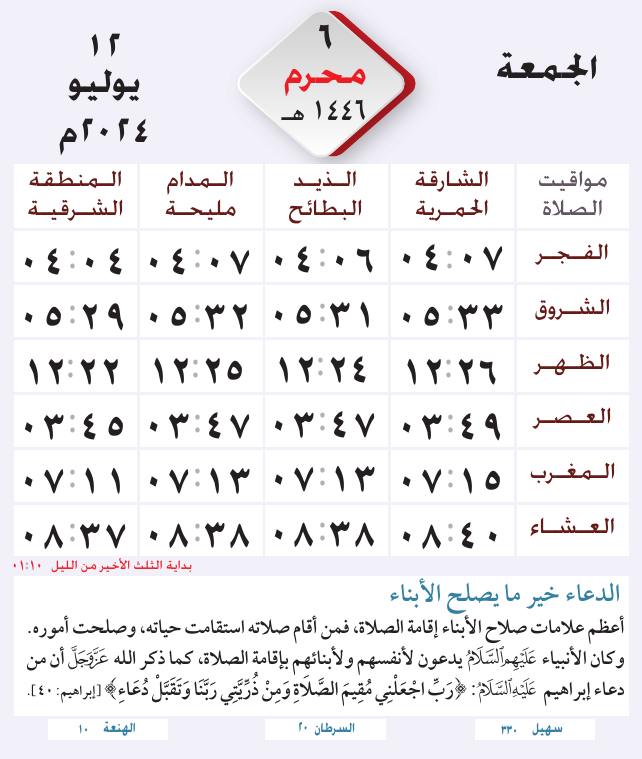 الجمعة
٦
محرم
١٤٤٦ هـ
١٢
يوليو
٢٠٢٤م
مواقيت الصلاة | الشارقة الحمرية | الذيد البطائح | المدام مليحة | المنطقة الشرقية
الفجر ٠٤:٠٧ ٠٤:٠٦ ٠٤:٠٧ ٠٤:٠٤
الشروق ٠٥:٣٣ ٠٥:٣١ ٠٥:٣٢ ٠٥:٢٩
الظهر ١٢:٢٦ ١٢:٢٤ ١٢:٢٥ ١٢:٢٢
العصر ٠٣:٤٩ ٠٣:٤٧ ٠٣:٤٧ ٠٣:٤٥
المغرب ٠٧:١٥ ٠٧:١٣ ٠٧:١٣ ٠٧:١١
العشاء ٠٨:٤٠ ٠٨:٣٨ ٠٨:٣٨ ٠٨:٣٧
بداية الثلث الأخير من الليل ٠١:١٠
الدعاء خير ما يصلح الأبناء
أعظم علامات صلاح الأبناء إقامة الصلاة، فمن أقام صلاته استقامت حياته، وصلحت أموره.
وكان الأنبياء عَلَيْهِمُ السَّلَامُ يدعون لأنفسهم ولأبنائهم بإقامة الصلاة، كما ذكر الله عَزَّ وَجَلَّ أن من
دعاء إبراهيم عَلَيْهِ السَّلَامُ: ﴿رَبِّ اجْعَلْنِي مُقِيمَ الصَّلَاةِ وَمِنْ ذُرِّيَّتِي رَبَّنَا وَتَقَبَّلْ دُعَاءِ﴾ [إبراهيم: ٤٠].
سهيل ٣٣٠ السرطان ٢٠ الهنعة ١٠